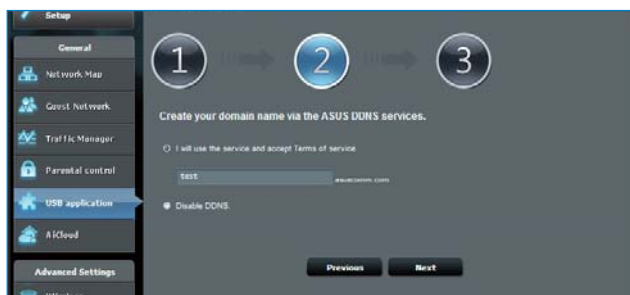 Setup
General
Network Map
Guest Network
Traffic Manager
Parental control
USB application
AiCloud
Advanced Settings
1
2
3
Create your domain name via the ASUS DDNS services.
I will use the service and accept Terms of service
test
.asuscomm.com
Disable DDNS.
Previous
Next